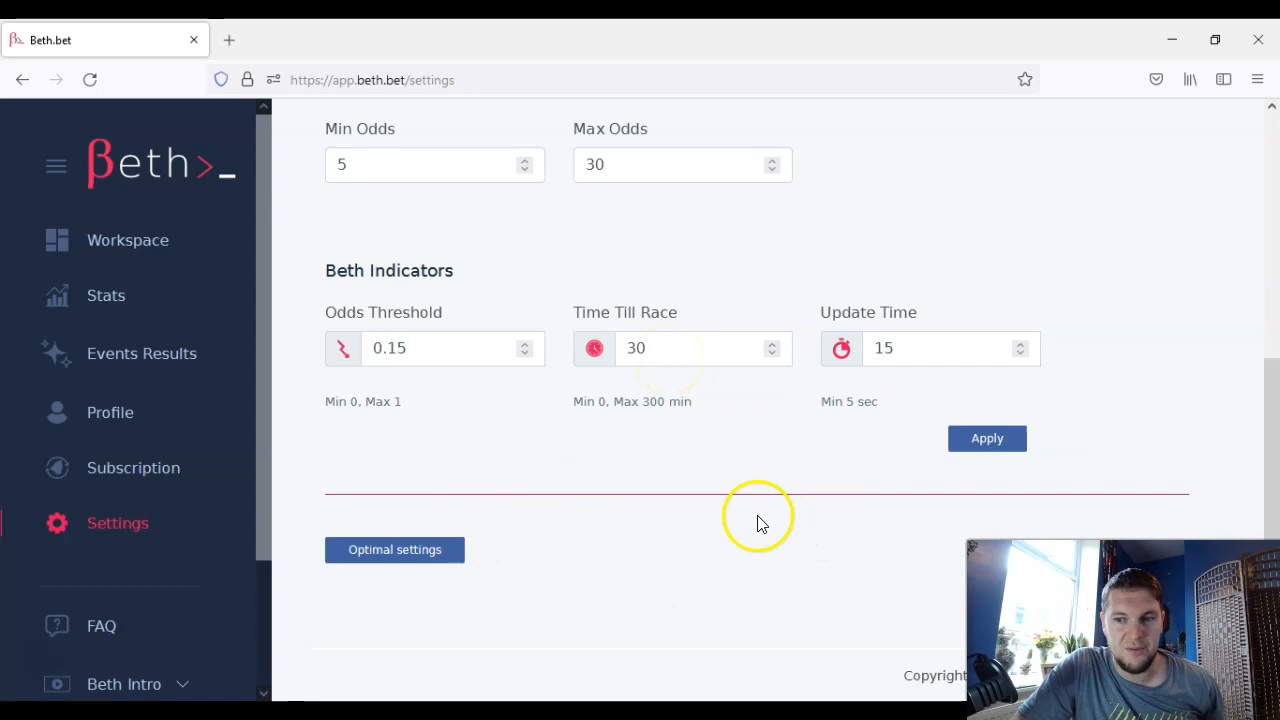 Beth.bet
https://app.beth.bet/settings
βeth>_
Workspace
Stats
Events Results
Profile
Subscription
Settings
FAQ
Beth Intro
Min Odds
Max Odds
5
30
Beth Indicators
Odds Threshold
Time Till Race
Update Time
0.15
30
15
Min 0, Max 1
Min 0, Max 300 min
Min 5 sec
Apply
Optimal settings
Copyright